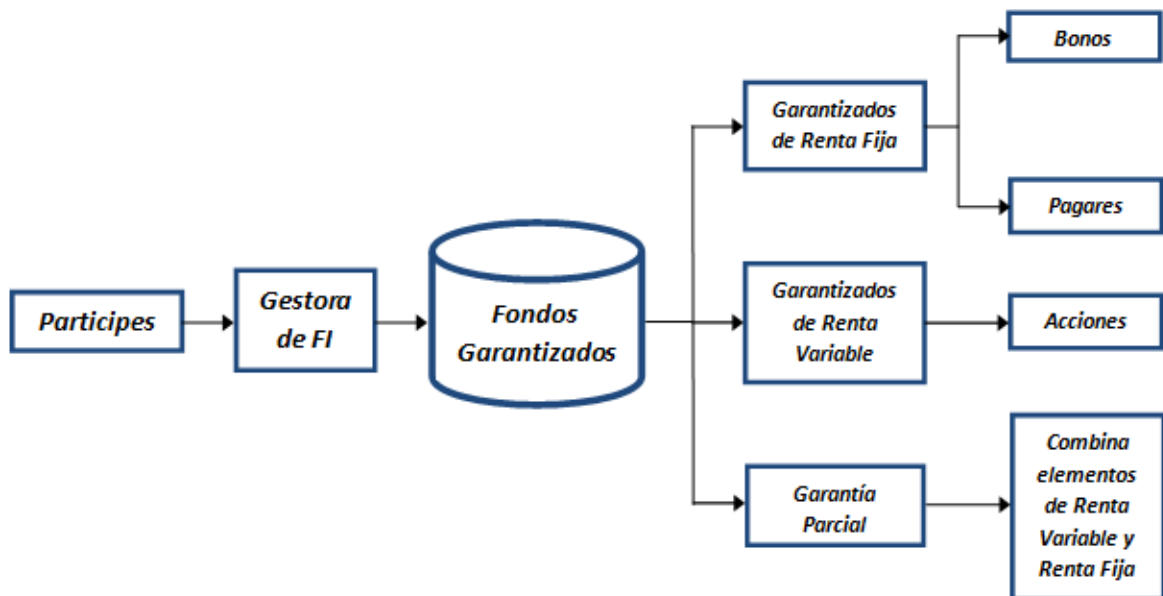 Participes
Gestora
de FI
Fondos
Garantizados
Garantizados
de Renta Fija
Bonos
Pagares
Garantizados
de Renta
Variable
Acciones
Garantía
Parcial
Combina
elementos
de Renta
Variable y
Renta Fija